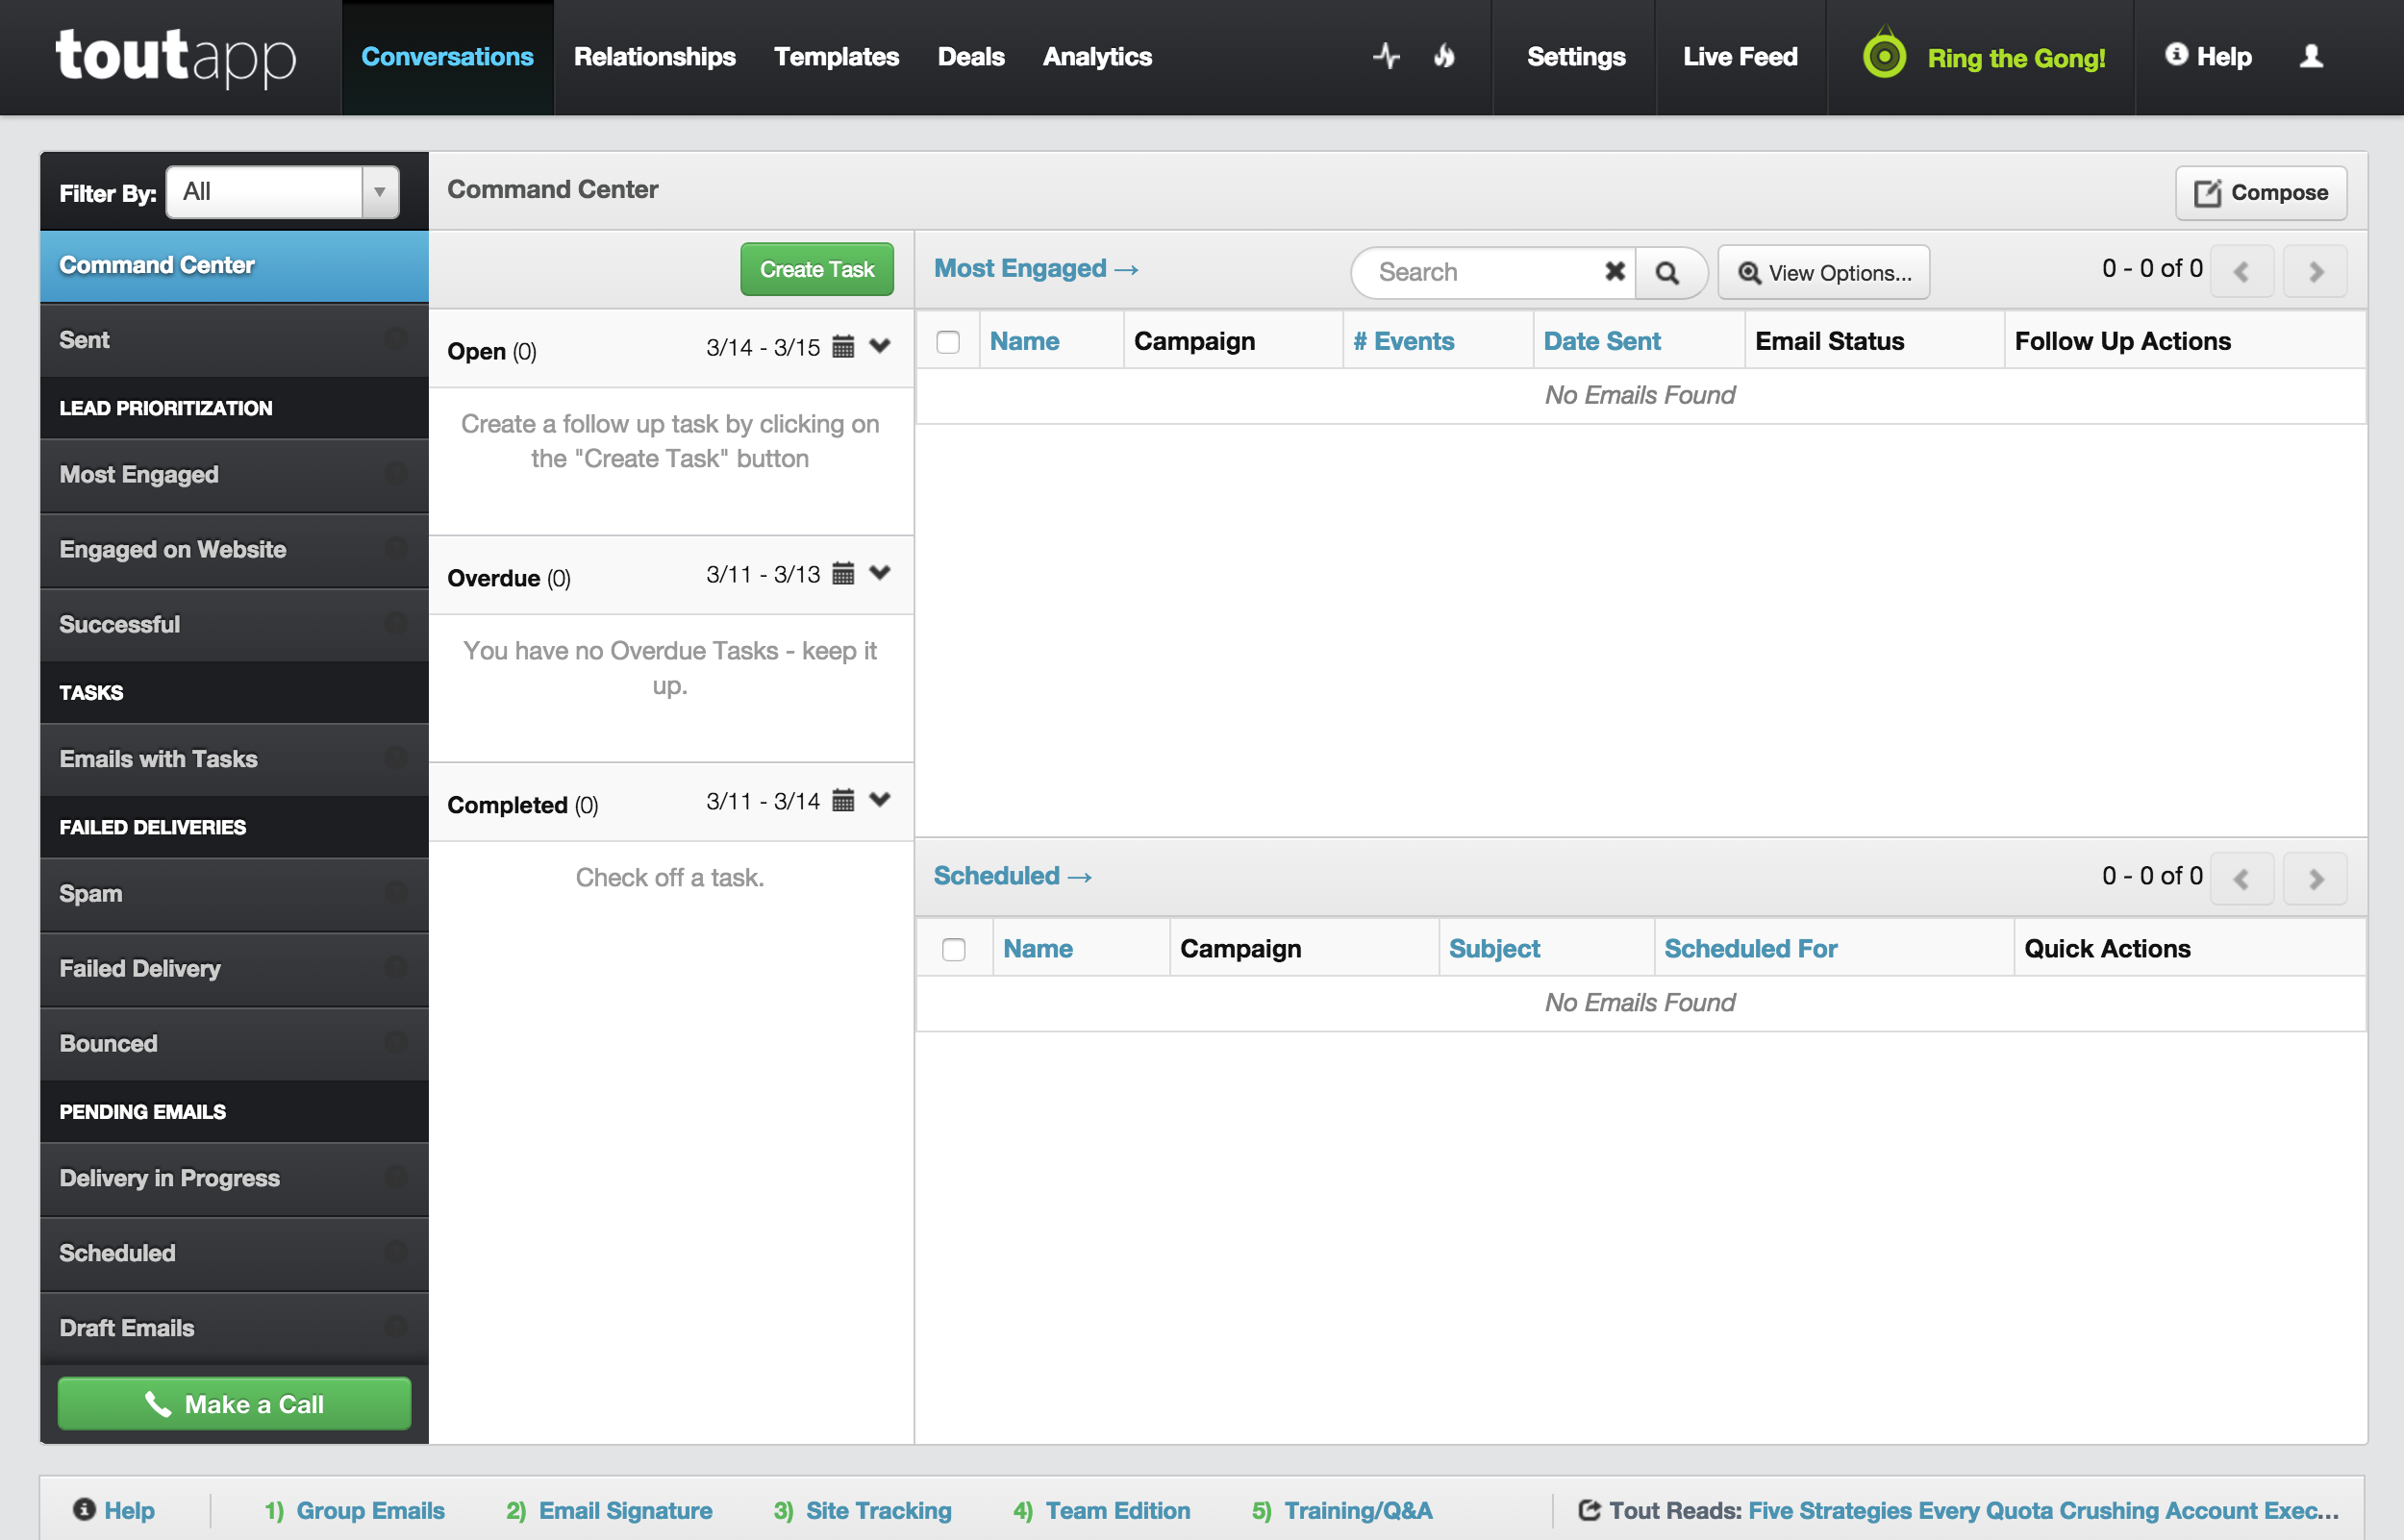 toutapp
Conversations Relationships Templates Deals Analytics Settings Live Feed Ring the Gong! Help
Filter By: All
Command Center
Sent
LEAD PRIORITIZATION
Most Engaged
Engaged on Website
Successful
TASKS
Emails with Tasks
FAILED DELIVERIES
Spam
Failed Delivery
Bounced
PENDING EMAILS
Delivery in Progress
Scheduled
Draft Emails
Make a Call
Command Center
Compose
Create Task
Open (0) 3/14 - 3/15
Create a follow up task by clicking on
the "Create Task" button
Overdue (0) 3/11 - 3/13
You have no Overdue Tasks - keep it
up.
Completed (0) 3/11 - 3/14
Check off a task.
Most Engaged → Search View Options... 0 - 0 of 0
Name Campaign # Events Date Sent Email Status Follow Up Actions
No Emails Found
Scheduled → 0 - 0 of 0
Name Campaign Subject Scheduled For Quick Actions
No Emails Found
Help 1) Group Emails 2) Email Signature 3) Site Tracking 4) Team Edition 5) Training/Q&A Tout Reads: Five Strategies Every Quota Crushing Account Exec...